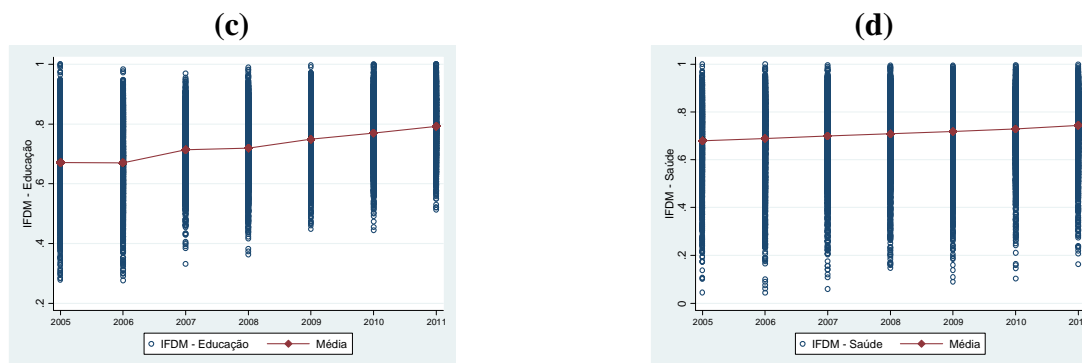 (c)
(d)
IFDM - Educação
1
.8
.6
.4
.2
2005 2006 2007 2008 2009 2010 2011
IFDM - Educação Média
IFDM - Saúde
1
.8
.6
.4
.2
0
2005 2006 2007 2008 2009 2010 201
IFDM - Saúde Média